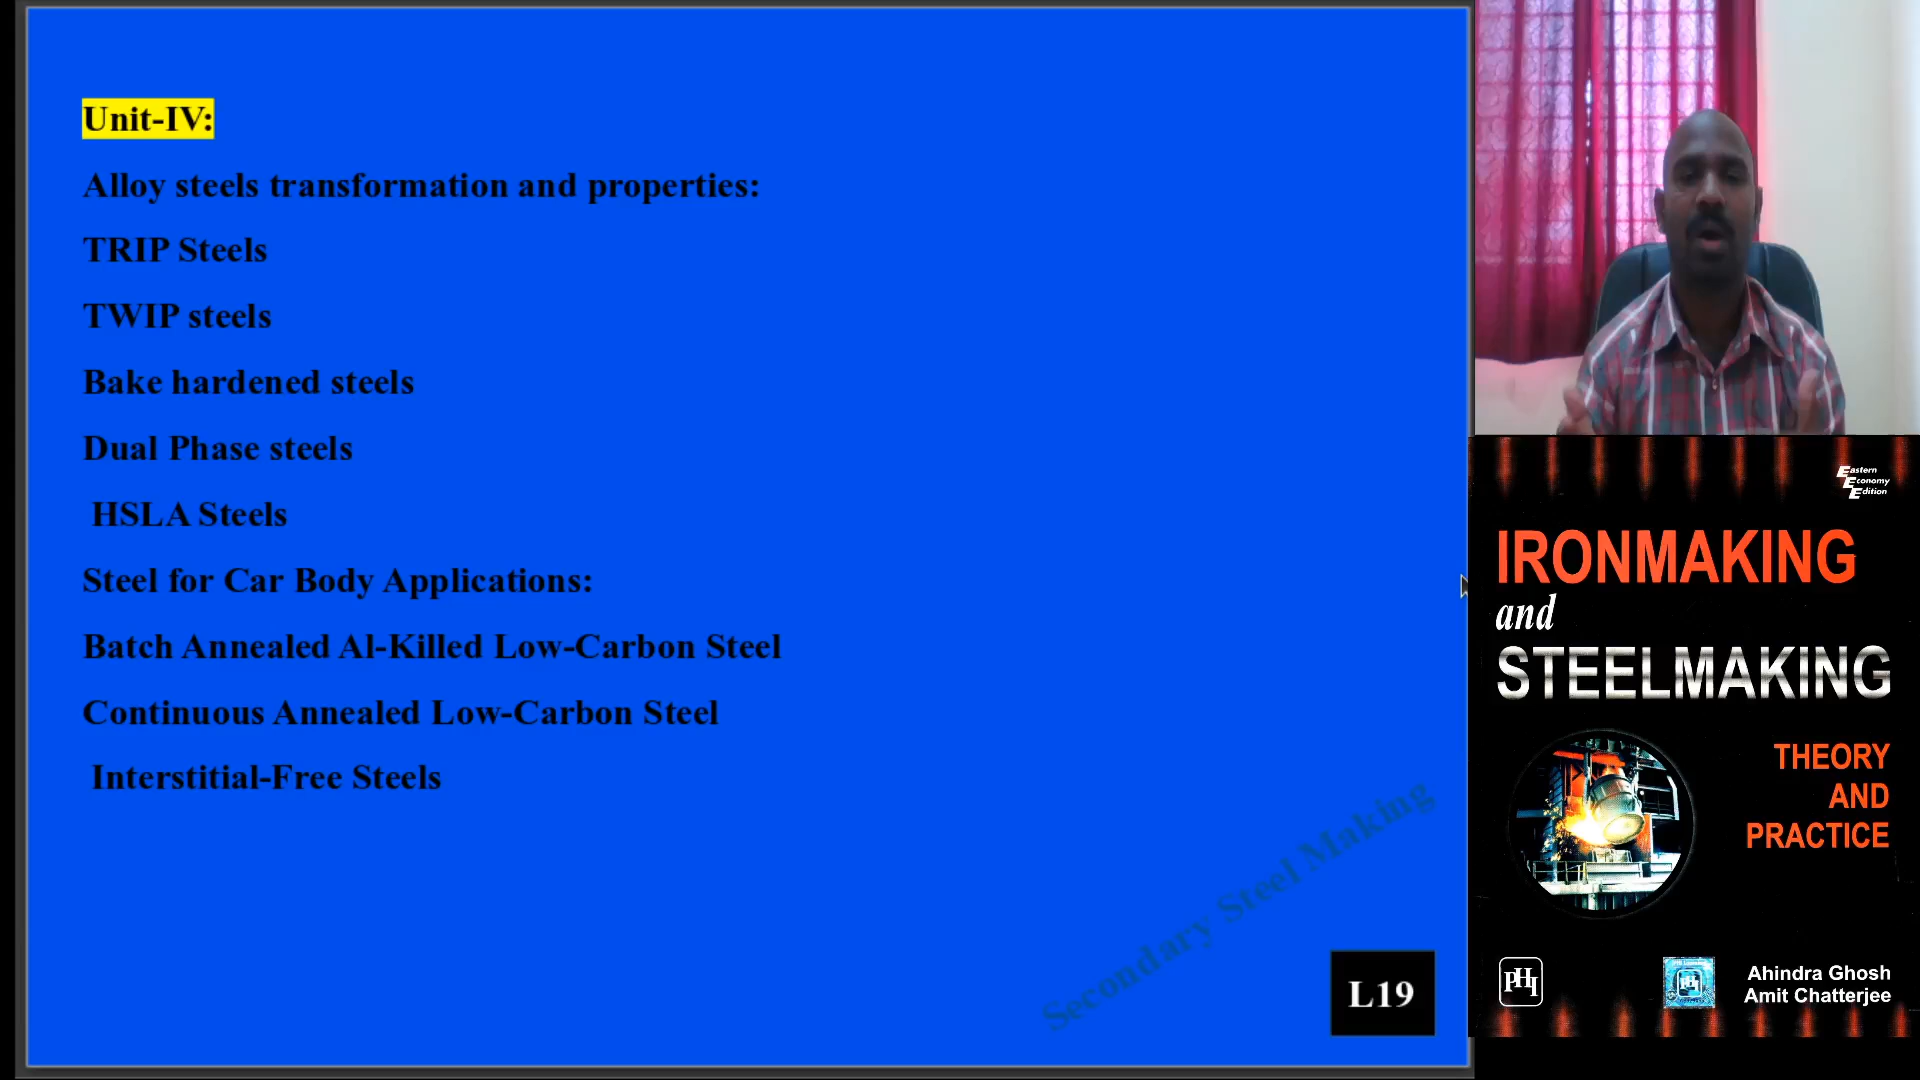 Unit-IV:
Alloy steels transformation and properties:
TRIP Steels
TWIP steels
Bake hardened steels
Dual Phase steels
HSLA Steels
Steel for Car Body Applications:
Batch Annealed Al-Killed Low-Carbon Steel
Continuous Annealed Low-Carbon Steel
Interstitial-Free Steels
Secondary Steel Making
L19
Eastern
Economy
Edition
IRONMAKING
and
STEELMAKING
THEORY
AND
PRACTICE
PHI
Ahindra Ghosh
Amit Chatterjee